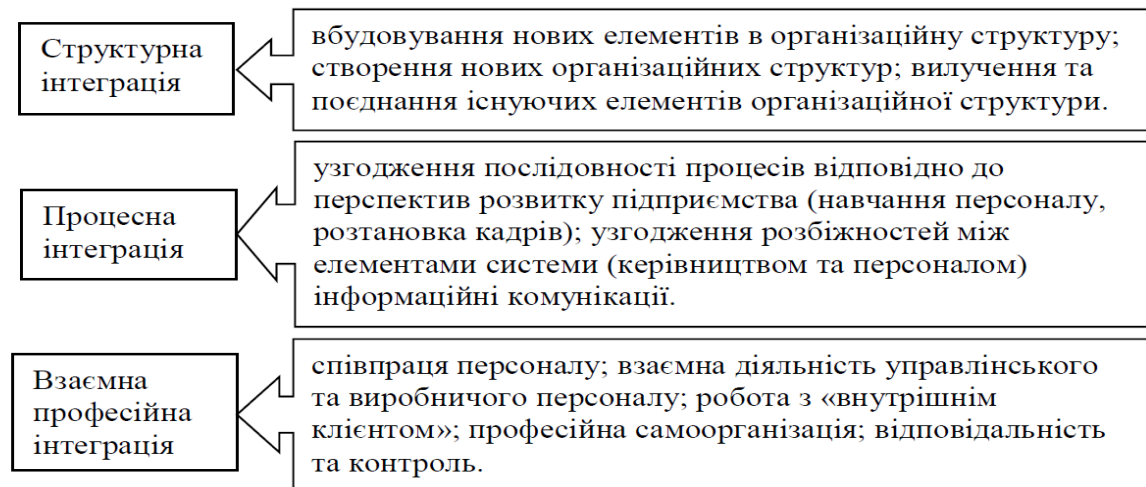 Структурна
інтеграція
вбудовування нових елементів в організаційну структуру;
створення нових організаційних структур; вилучення та
поєднання існуючих елементів організаційної структури.
Процесна
інтеграція
узгодження послідовності процесів відповідно до
перспектив розвитку підприємства (навчання персоналу,
розтановка кадрів); узгодження розбіжностей між
елементами системи (керівництвом та персоналом)
інформаційні комунікації.
Взаємна
професійна
інтеграція
співпраця персоналу; взаємна діяльність управлінського
та виробничого персоналу; робота з «внутрішнім
клієнтом»; професійна самоорганізація; відповідальність
та контроль.